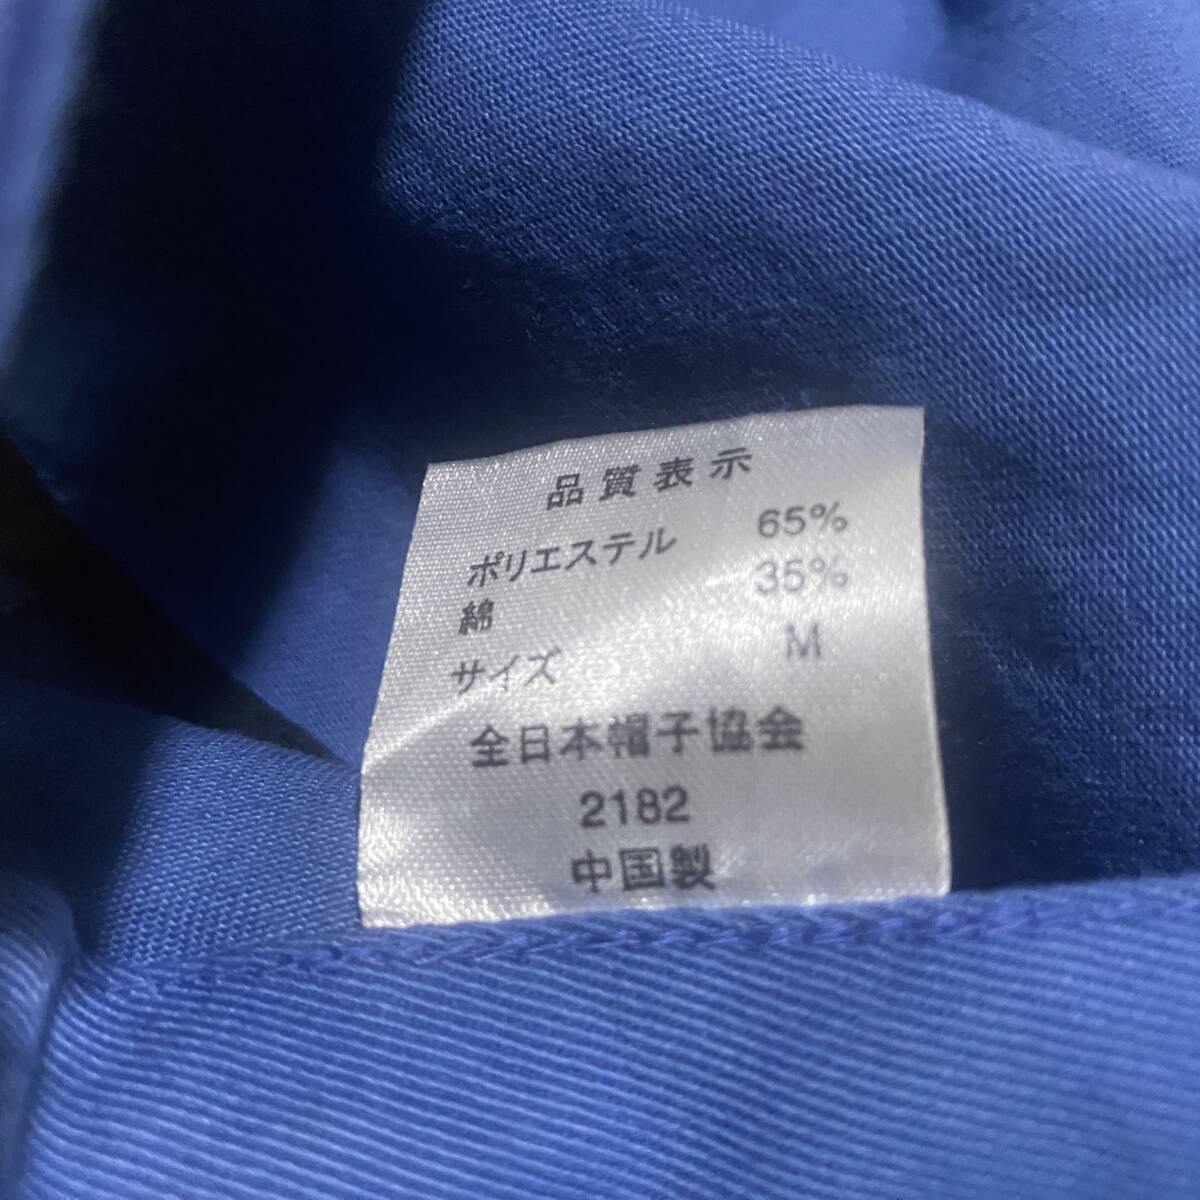 品質表示
ポリエステル 65%
綿 35%
サイズ M
全日本帽子協会
2182
中国製